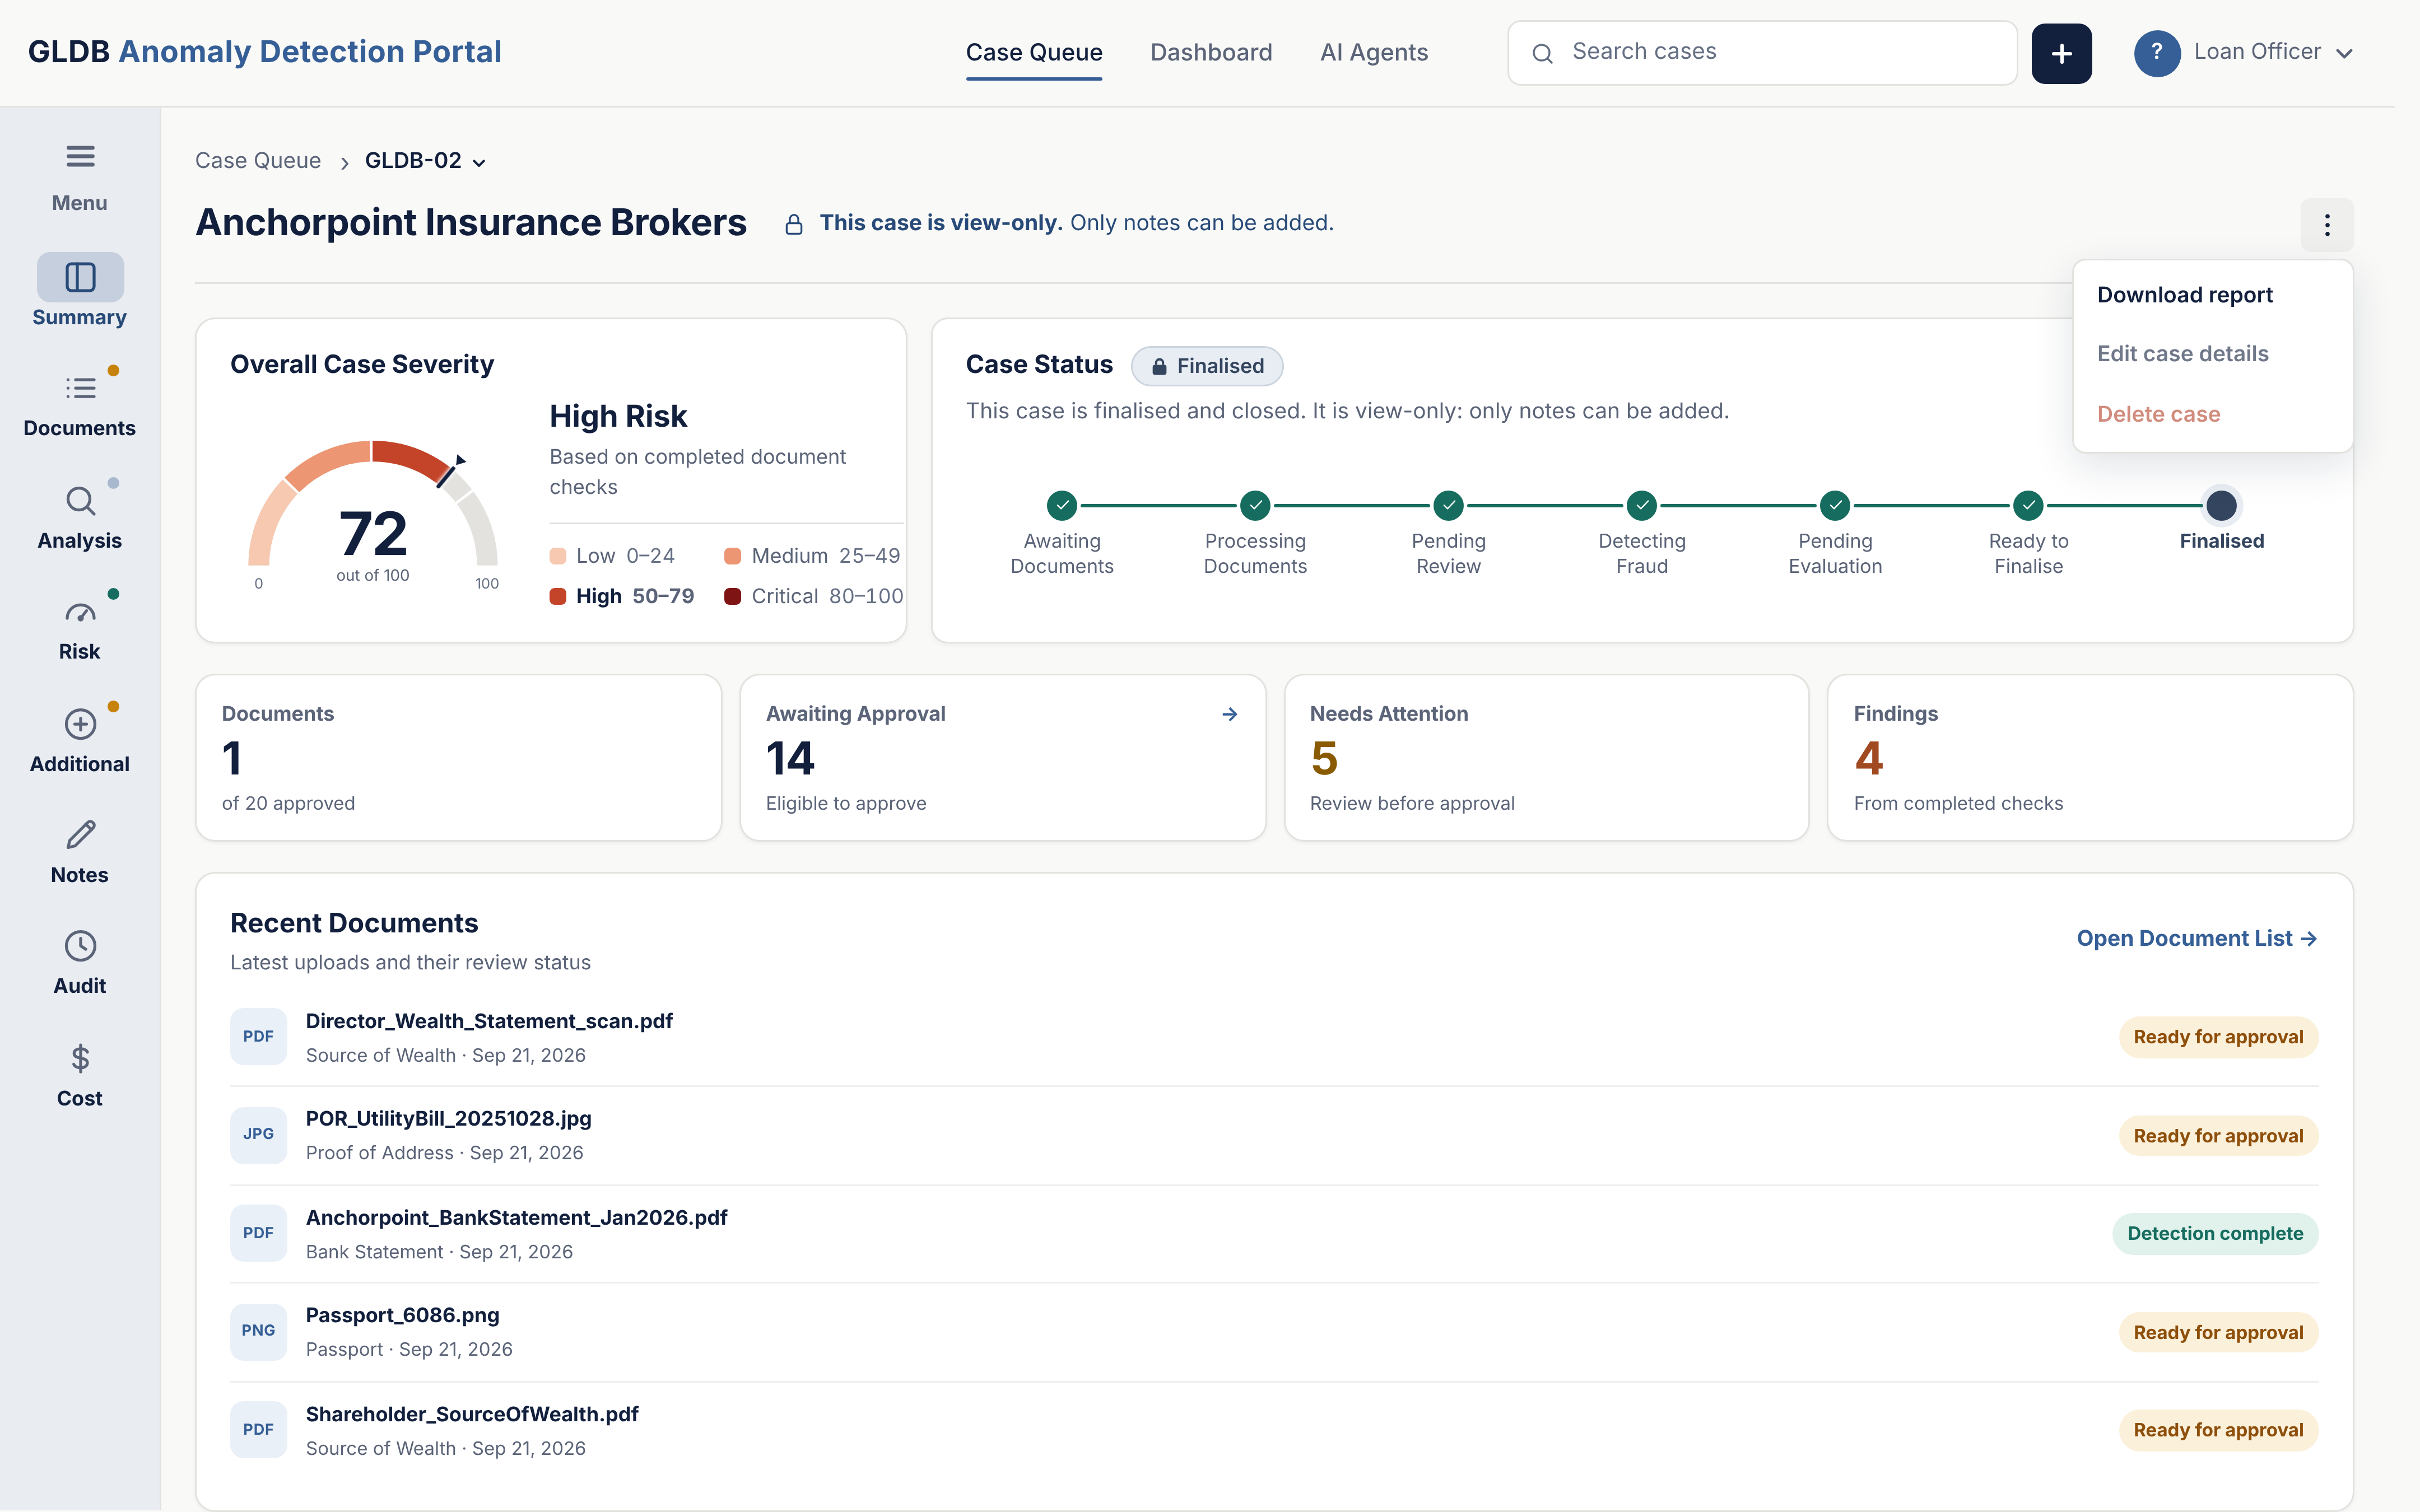 GLDB Anomaly Detection Portal
Case Queue
Dashboard
AI Agents
Search cases
+
?
Loan Officer
Menu
Summary
Documents
Analysis
Risk
Additional
Notes
Audit
$
Cost
Case Queue › GLDB-02
Anchorpoint Insurance Brokers
This case is view-only. Only notes can be added.
Download report
Edit case details
Delete case
Overall Case Severity
72
out of 100
0
100
High Risk
Based on completed document
checks
Low 0–24
Medium 25–49
High 50–79
Critical 80–100
Case Status
Finalised
This case is finalised and closed. It is view-only: only notes can be added.
Awaiting
Documents
Processing
Documents
Pending
Review
Detecting
Fraud
Pending
Evaluation
Ready to
Finalise
Finalised
Documents
1
of 20 approved
Awaiting Approval →
14
Eligible to approve
Needs Attention
5
Review before approval
Findings
4
From completed checks
Recent Documents
Latest uploads and their review status
Open Document List →
PDF
Director_Wealth_Statement_scan.pdf
Source of Wealth · Sep 21, 2026
Ready for approval
JPG
POR_UtilityBill_20251028.jpg
Proof of Address · Sep 21, 2026
Ready for approval
PDF
Anchorpoint_BankStatement_Jan2026.pdf
Bank Statement · Sep 21, 2026
Detection complete
PNG
Passport_6086.png
Passport · Sep 21, 2026
Ready for approval
PDF
Shareholder_SourceOfWealth.pdf
Source of Wealth · Sep 21, 2026
Ready for approval